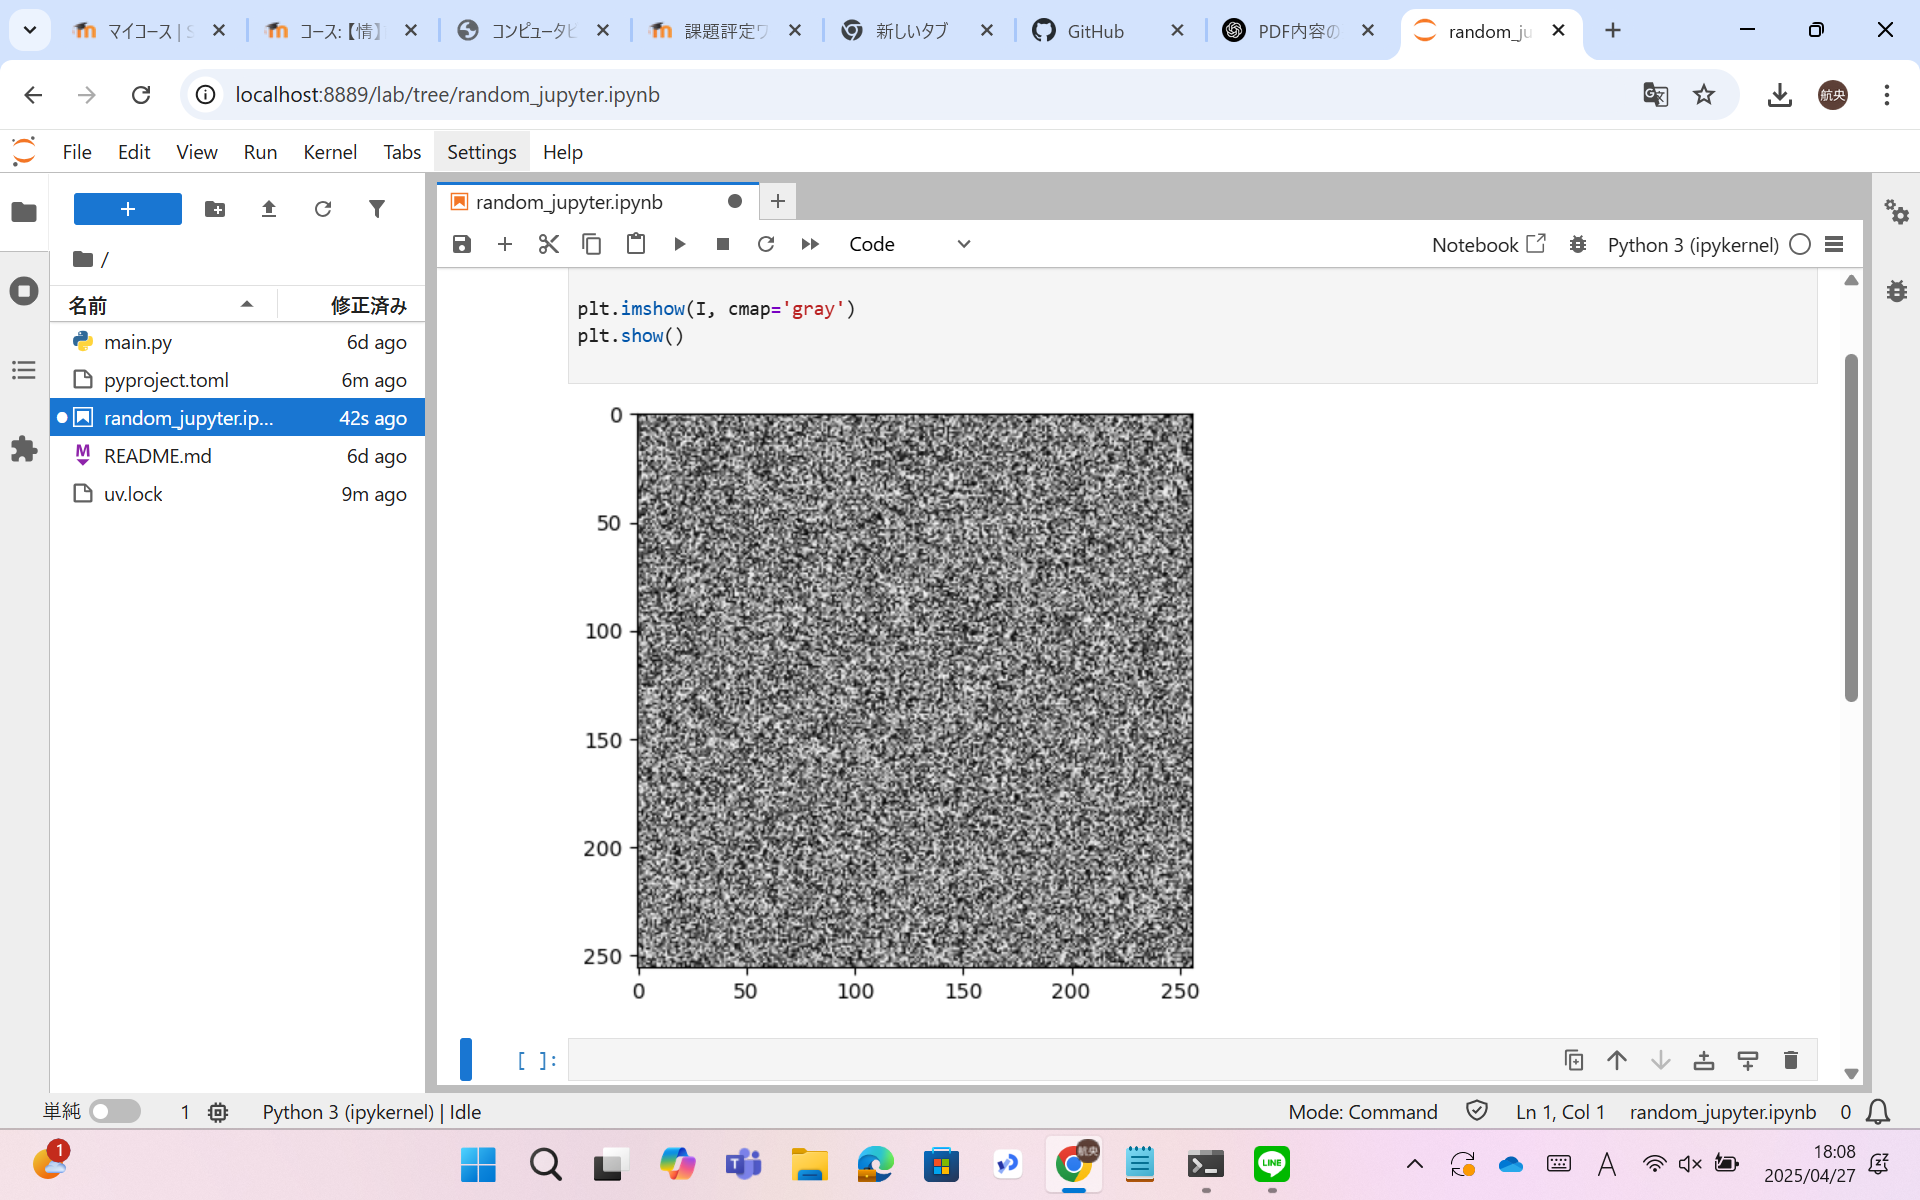 マイコース | S
コース:【情】
コンピュータビ
課題評定ワ
新しいタブ
GitHub
PDF内容の
random_ju
localhost:8889/lab/tree/random_jupyter.ipynb
航央
File Edit View Run Kernel Tabs Settings Help
random_jupyter.ipynb
Code
Notebook
Python 3 (ipykernel)
/
名前 修正済み
main.py 6d ago
pyproject.toml 6m ago
random_jupyter.ip... 42s ago
README.md 6d ago
uv.lock 9m ago
plt.imshow(I, cmap='gray')
plt.show()
0
50
100
150
200
250
0 50 100 150 200 250
[ ]:
単純 1 Python 3 (ipykernel) | Idle Mode: Command Ln 1, Col 1 random_jupyter.ipynb 0
1
航央
LINE
A
18:08
2025/04/27